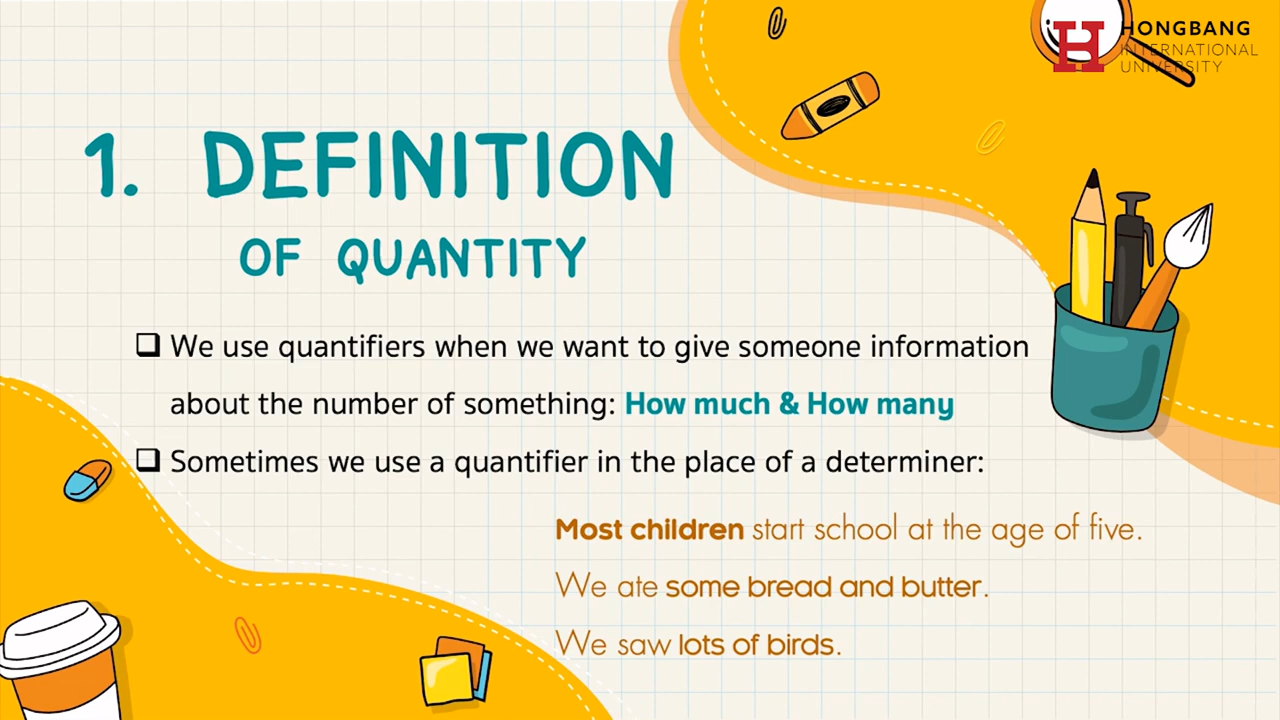 HONGBANG
INTERNATIONAL
UNIVERSITY
1. DEFINITION
OF QUANTITY
❑ We use quantifiers when we want to give someone information
about the number of something: How much & How many
❑ Sometimes we use a quantifier in the place of a determiner:
Most children start school at the age of five.
We ate some bread and butter.
We saw lots of birds.